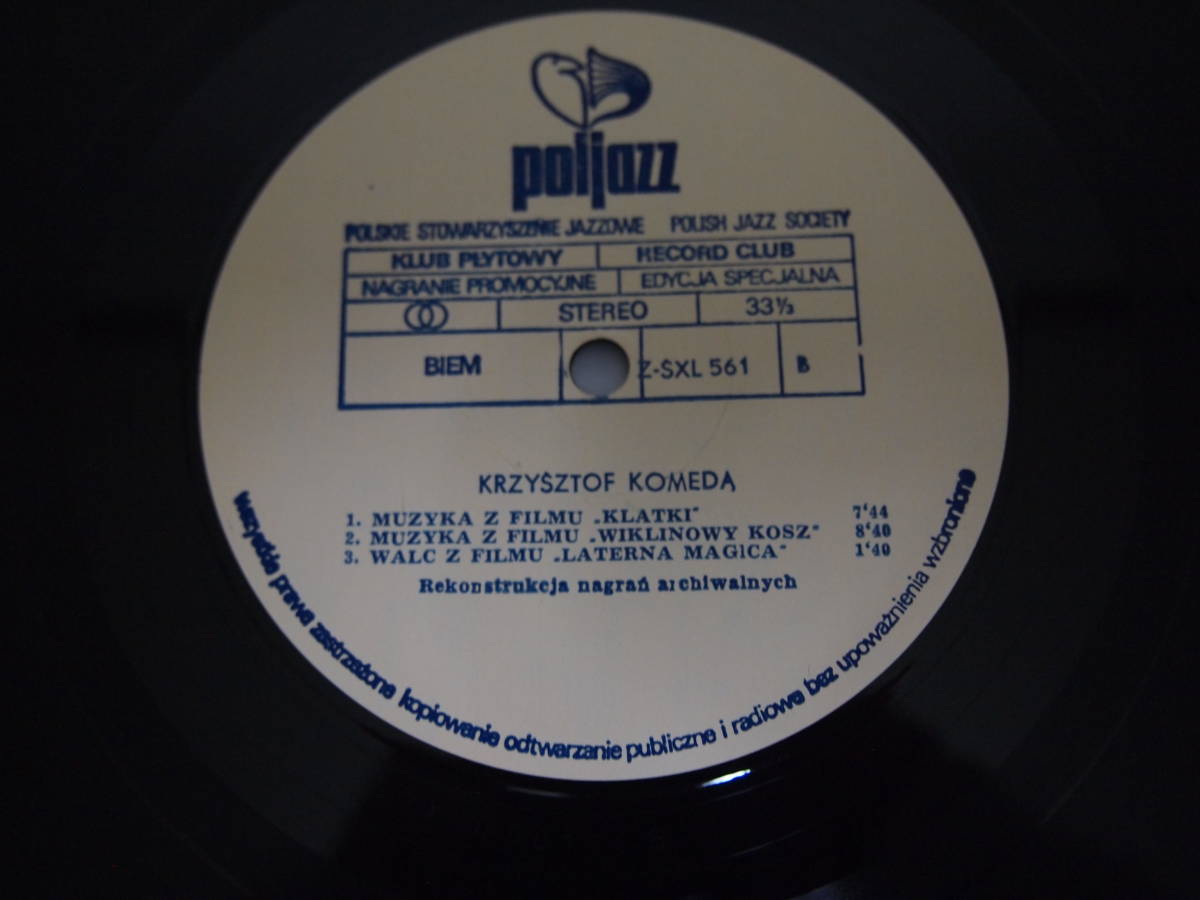 poljazz
POLSKIE STOWARZYSZENIE JAZZOWE POLISH JAZZ SOCIETY
KLUB PŁYTOWY RECORD CLUB
NAGRANIE PROMOCYJNE EDYCJA SPECJALNA
STEREO 33⅓
BIEM Z-SXL 561 B
KRZYSZTOF KOMEDA
1. MUZYKA Z FILMU „KLATKI" 7'44
2. MUZYKA Z FILMU „WIKLINOWY KOSZ" 8'40
3. WALC Z FILMU „LATERNA MAGICA" 1'40
Rekonstrukcja nagrań archiwalnych
wszystkie prawa zastrzeżone kopiowanie odtwarzanie publiczne i radiowe bez upoważnienia wzbronione